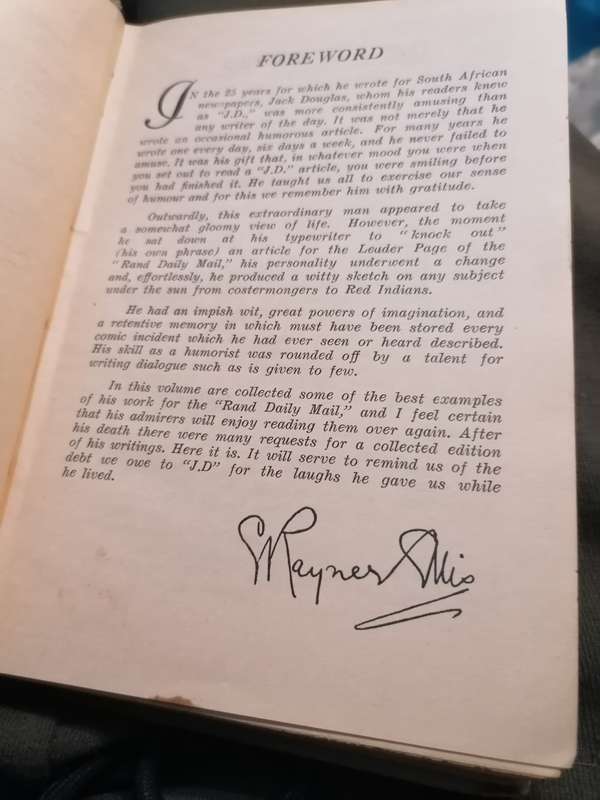 FOREWORD
IN the 25 years for which he wrote for South African
newspapers, Jack Douglas, whom his readers knew
as "J.D.," was more consistently amusing than
any writer of the day. It was not merely that he
wrote an occasional humorous article. For many years he
wrote one every day, six days a week, and he never failed to
amuse. It was his gift that, in whatever mood you were when
you set out to read a "J.D." article, you were smiling before
you had finished it. He taught us all to exercise our sense
of humour and for this we remember him with gratitude.
Outwardly, this extraordinary man appeared to take
a somewhat gloomy view of life. However, the moment
he sat down at his typewriter to "knock out"
(his own phrase) an article for the Leader Page of the
"Rand Daily Mail," his personality underwent a change
and, effortlessly, he produced a witty sketch on any subject
under the sun from costermongers to Red Indians.
He had an impish wit, great powers of imagination, and
a retentive memory in which must have been stored every
comic incident which he had ever seen or heard described.
His skill as a humorist was rounded off by a talent for
writing dialogue such as is given to few.
In this volume are collected some of the best examples
of his work for the "Rand Daily Mail," and I feel certain
that his admirers will enjoy reading them over again. After
his death there were many requests for a collected edition
of his writings. Here it is. It will serve to remind us of the
debt we owe to "J.D" for the laughs he gave us while
he lived.
Rayner Ellis